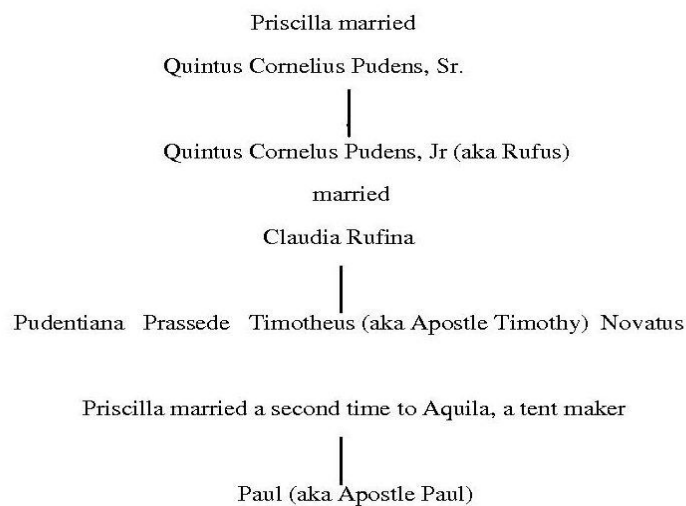 Priscilla married
Quintus Cornelius Pudens, Sr.
Quintus Cornelus Pudens, Jr (aka Rufus)
married
Claudia Rufina
Pudentiana Prassede Timotheus (aka Apostle Timothy) Novatus
Priscilla married a second time to Aquila, a tent maker
Paul (aka Apostle Paul)